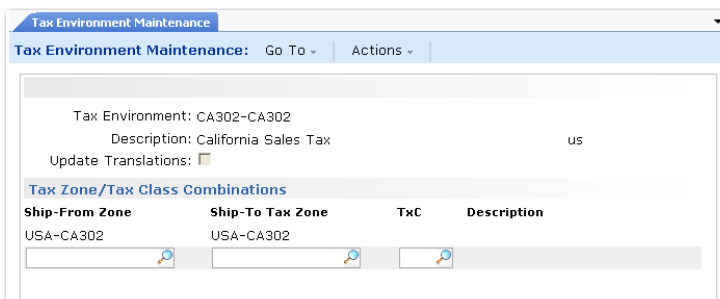 Tax Environment Maintenance
Tax Environment Maintenance: Go To Actions
Tax Environment: CA302-CA302
Description: California Sales Tax us
Update Translations:
Tax Zone/Tax Class Combinations
Ship-From Zone Ship-To Tax Zone TxC Description
USA-CA302 USA-CA302